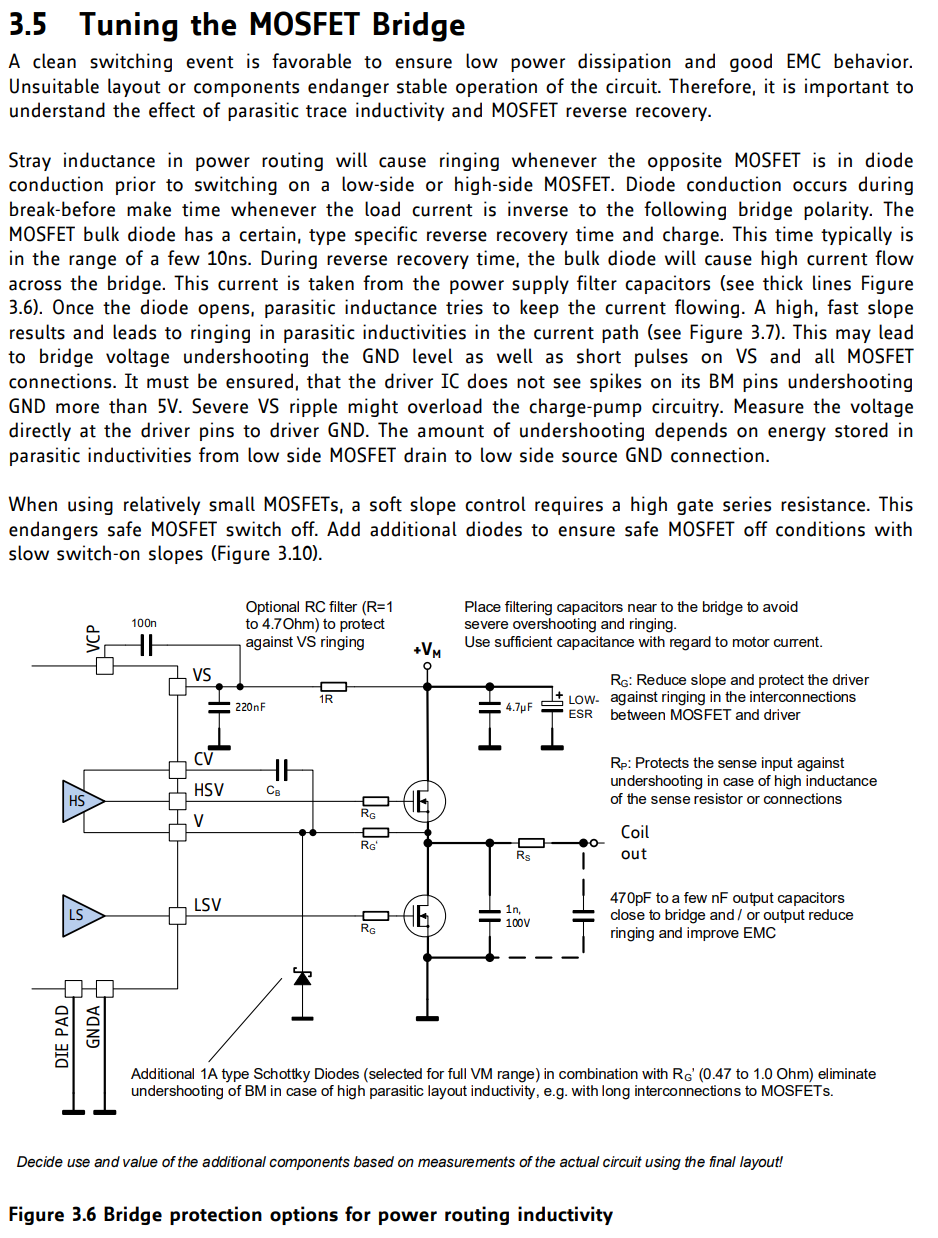 3.5 Tuning the MOSFET Bridge
A clean switching event is favorable to ensure low power dissipation and good EMC behavior.
Unsuitable layout or components endanger stable operation of the circuit. Therefore, it is important to
understand the effect of parasitic trace inductivity and MOSFET reverse recovery.
Stray inductance in power routing will cause ringing whenever the opposite MOSFET is in diode
conduction prior to switching on a low-side or high-side MOSFET. Diode conduction occurs during
break-before make time whenever the load current is inverse to the following bridge polarity. The
MOSFET bulk diode has a certain, type specific reverse recovery time and charge. This time typically is
in the range of a few 10ns. During reverse recovery time, the bulk diode will cause high current flow
across the bridge. This current is taken from the power supply filter capacitors (see thick lines Figure
3.6). Once the diode opens, parasitic inductance tries to keep the current flowing. A high, fast slope
results and leads to ringing in parasitic inductivities in the current path (see Figure 3.7). This may lead
to bridge voltage undershooting the GND level as well as short pulses on VS and all MOSFET
connections. It must be ensured, that the driver IC does not see spikes on its BM pins undershooting
GND more than 5V. Severe VS ripple might overload the charge-pump circuitry. Measure the voltage
directly at the driver pins to driver GND. The amount of undershooting depends on energy stored in
parasitic inductivities from low side MOSFET drain to low side source GND connection.
When using relatively small MOSFETs, a soft slope control requires a high gate series resistance. This
endangers safe MOSFET switch off. Add additional diodes to ensure safe MOSFET off conditions with
slow switch-on slopes (Figure 3.10).
Optional RC filter (R=1
to 4.7Ohm) to protect
against VS ringing
Place filtering capacitors near to the bridge to avoid
severe overshooting and ringing.
Use sufficient capacitance with regard to motor current.
VCP
100n
+VM
VS
220nF
1R
4.7µF
+
LOW-
ESR
RG: Reduce slope and protect the driver
against ringing in the interconnections
between MOSFET and driver
CV
HSV
CB
HS
RG
V
RG'
RP: Protects the sense input against
undershooting in case of high inductance
of the sense resistor or connections
RS
Coil
out
LSV
LS
RG
1n,
100V
470pF to a few nF output capacitors
close to bridge and / or output reduce
ringing and improve EMC
DIE PAD
GNDA
Additional 1A type Schottky Diodes (selected for full VM range) in combination with RG' (0.47 to 1.0 Ohm) eliminate
undershooting of BM in case of high parasitic layout inductivity, e.g. with long interconnections to MOSFETs.
Decide use and value of the additional components based on measurements of the actual circuit using the final layout!
Figure 3.6 Bridge protection options for power routing inductivity